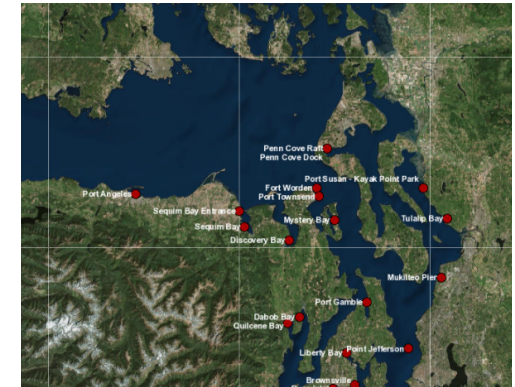 Penn Cove Raft
Penn Cove Dock
Port Susan - Kayak Point Park
Port Angeles
Fort Worden
Port Townsend
Sequim Bay Entrance
Mystery Bay
Tulalip Bay
Sequim Bay
Discovery Bay
Mukilteo Pier
Port Gamble
Dabob Bay
Quilcene Bay
Liberty Bay
Point Jefferson
Brownsville